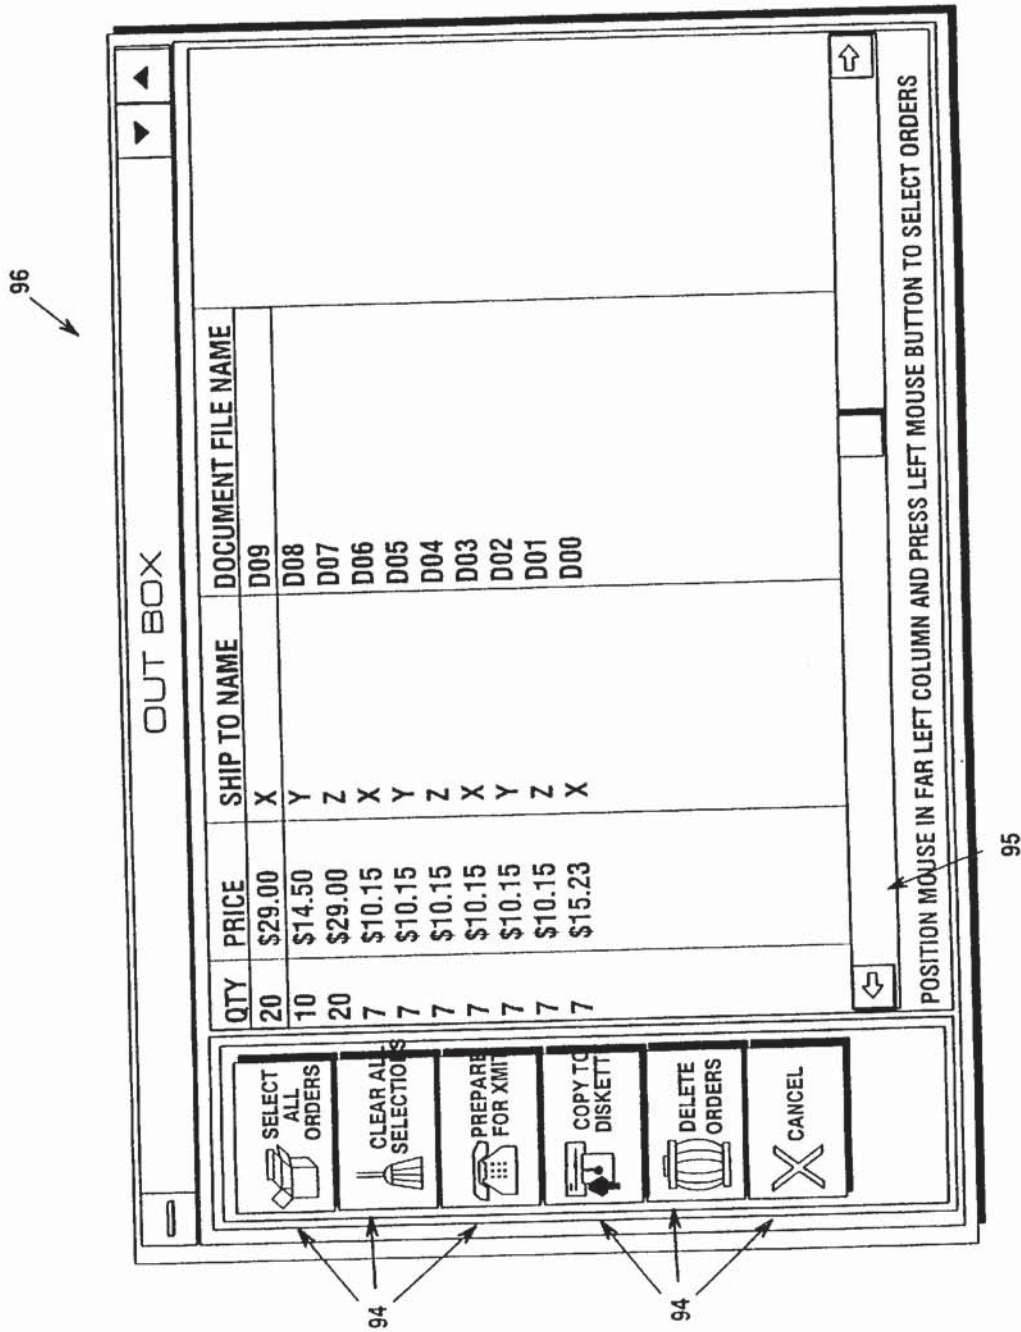 96
OUT BOX
SELECT
ALL
ORDERS
CLEAR ALL
SELECTIONS
PREPARE
FOR XMIT
COPY TO
DISKETT
DELETE
ORDERS
CANCEL
94
94
QTY PRICE SHIP TO NAME DOCUMENT FILE NAME
20 $29.00 X D09
10 $14.50 Y D08
20 $29.00 Z D07
7 $10.15 X D06
7 $10.15 Y D05
7 $10.15 Z D04
7 $10.15 X D03
7 $10.15 Y D02
7 $10.15 Z D01
7 $15.23 X D00
POSITION MOUSE IN FAR LEFT COLUMN AND PRESS LEFT MOUSE BUTTON TO SELECT ORDERS
95